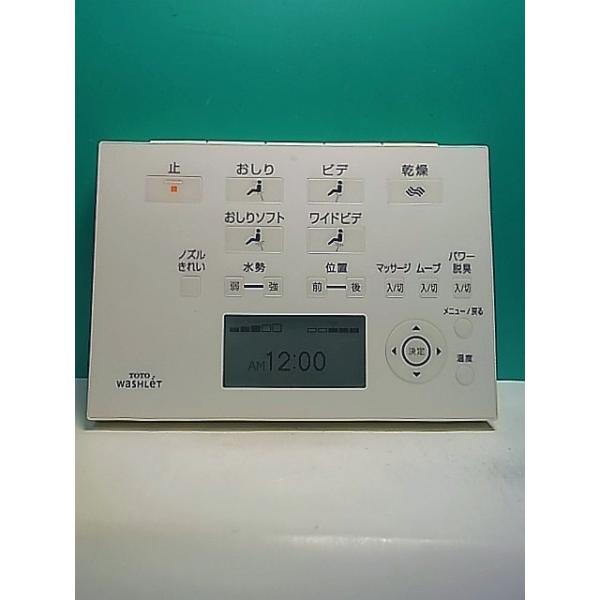 止 おしり ビデ 乾燥
おしりソフト ワイドビデ
ノズル
きれい
水勢 位置 マッサージ ムーブ パワー
脱臭
弱 強 前 後 入/切 入/切 入/切
メニュー/戻る
AM12:00
決定
温度
TOTO
WASHLET